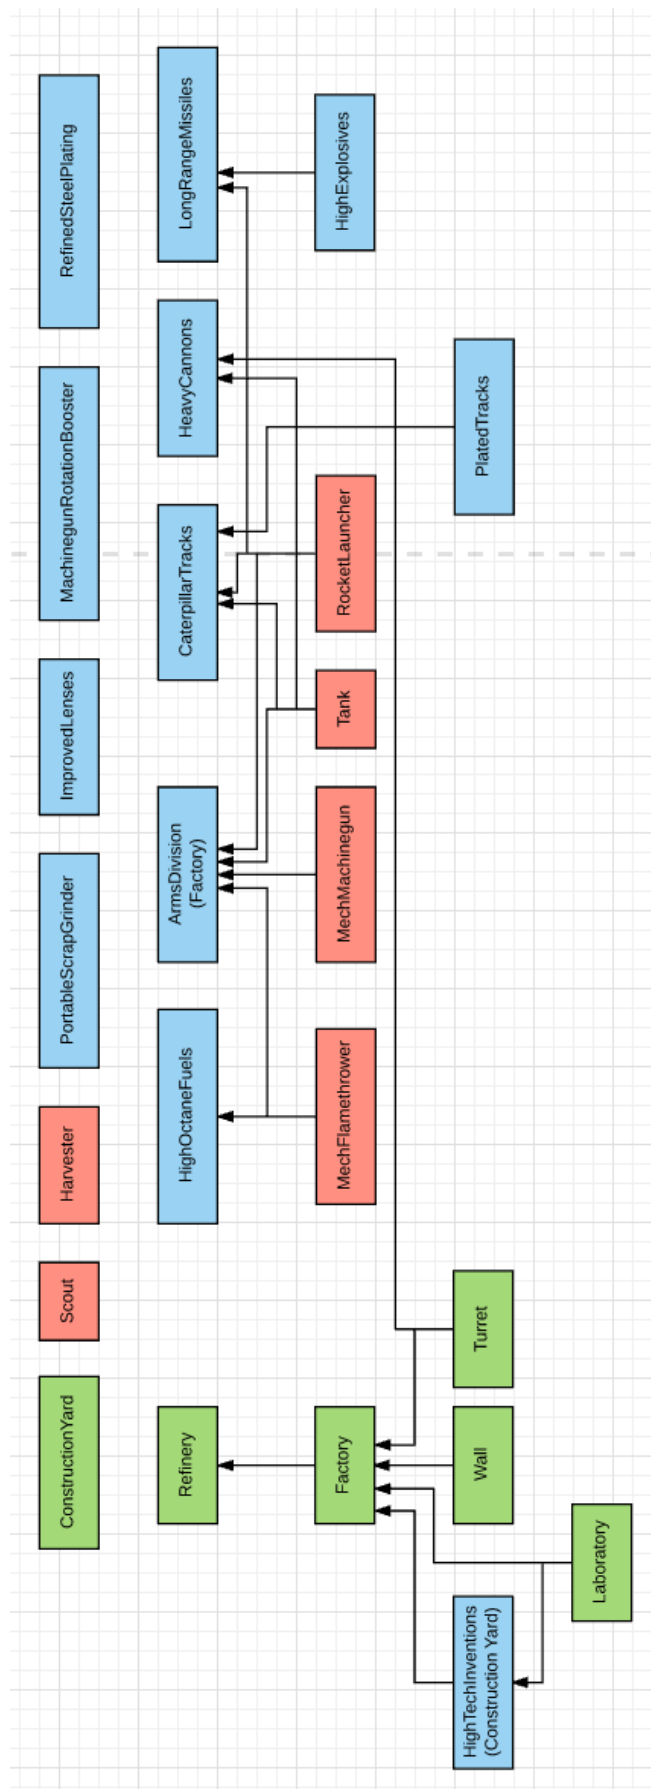 ConstructionYard
Scout
Harvester
PortableScrapGrinder
ImprovedLenses
MachinegunRotationBooster
RefinedSteelPlating
Refinery
HighOctaneFuels
ArmsDivision
(Factory)
CaterpillarTracks
HeavyCannons
LongRangeMissiles
Factory
MechFlamethrower
MechMachinegun
Tank
RocketLauncher
HighExplosives
HighTechInventions
(Construction Yard)
Wall
Turret
PlatedTracks
Laboratory